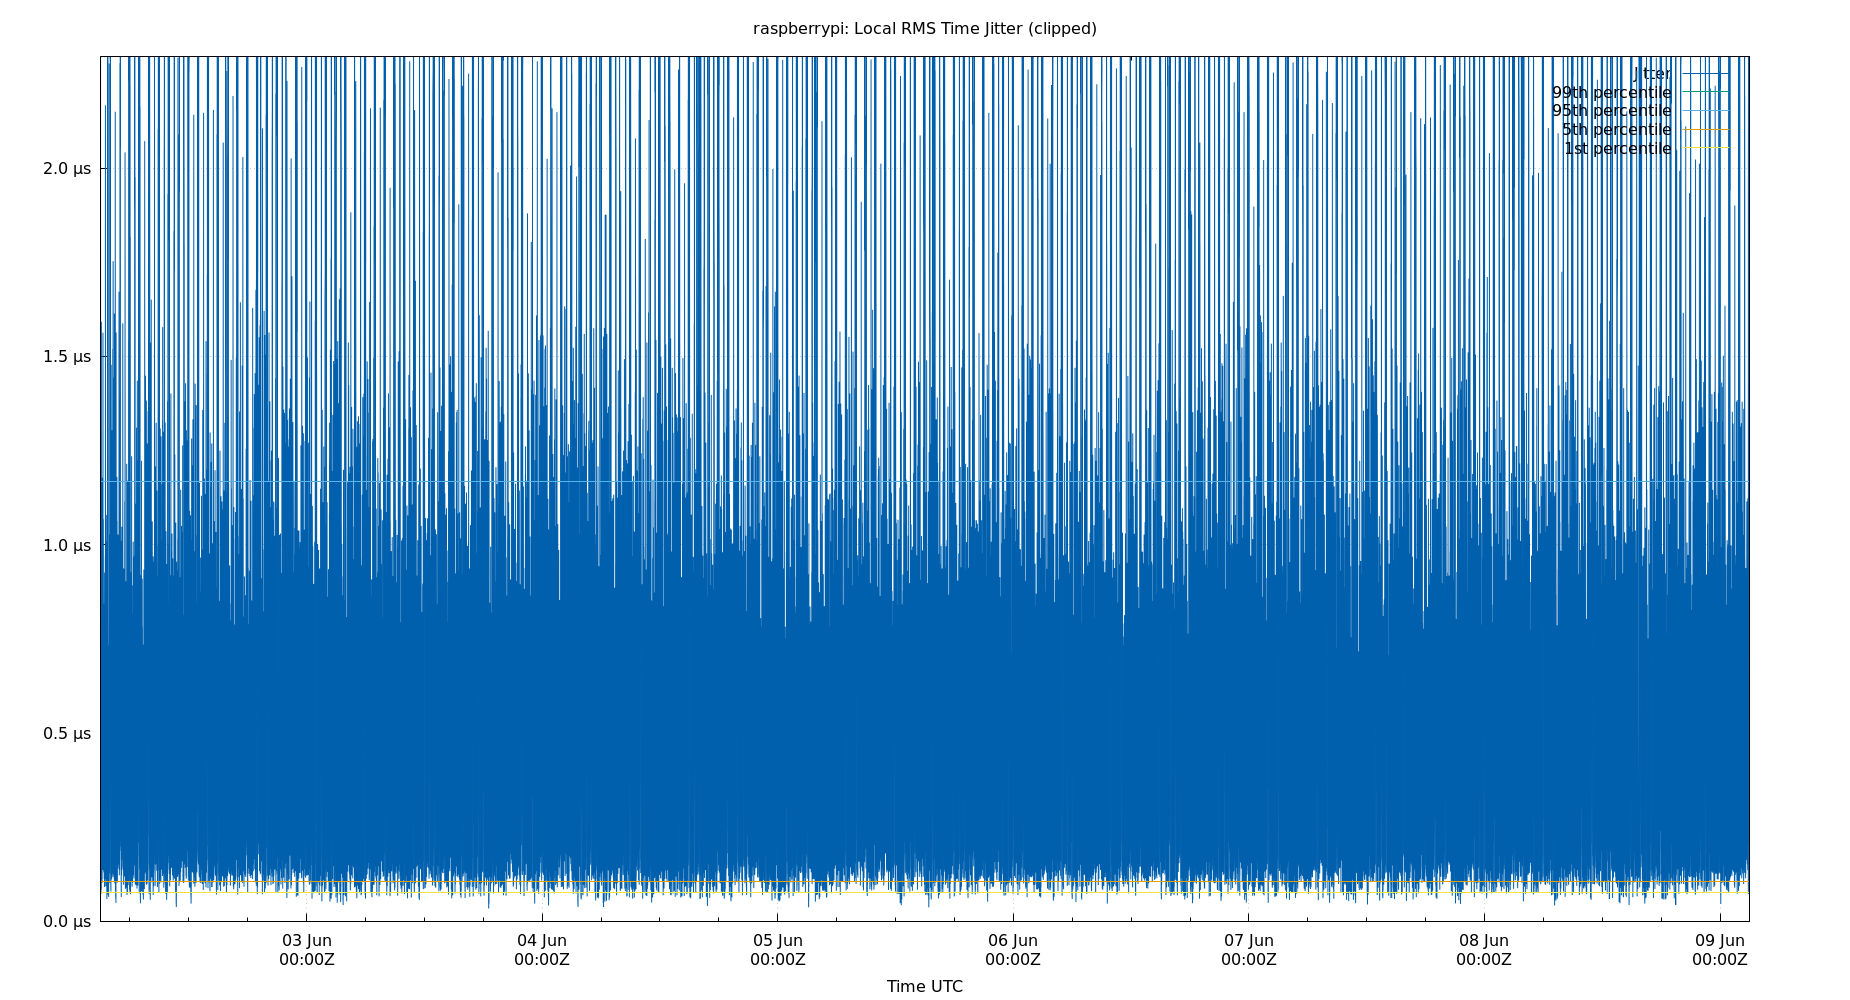 raspberrypi: Local RMS Time Jitter (clipped)
Jitter
99th percentile
95th percentile
5th percentile
1st percentile
2.0 µs
1.5 µs
1.0 µs
0.5 µs
0.0 µs
03 Jun 04 Jun 05 Jun 06 Jun 07 Jun 08 Jun 09 Jun
00:00Z 00:00Z 00:00Z 00:00Z 00:00Z 00:00Z 00:00Z
Time UTC